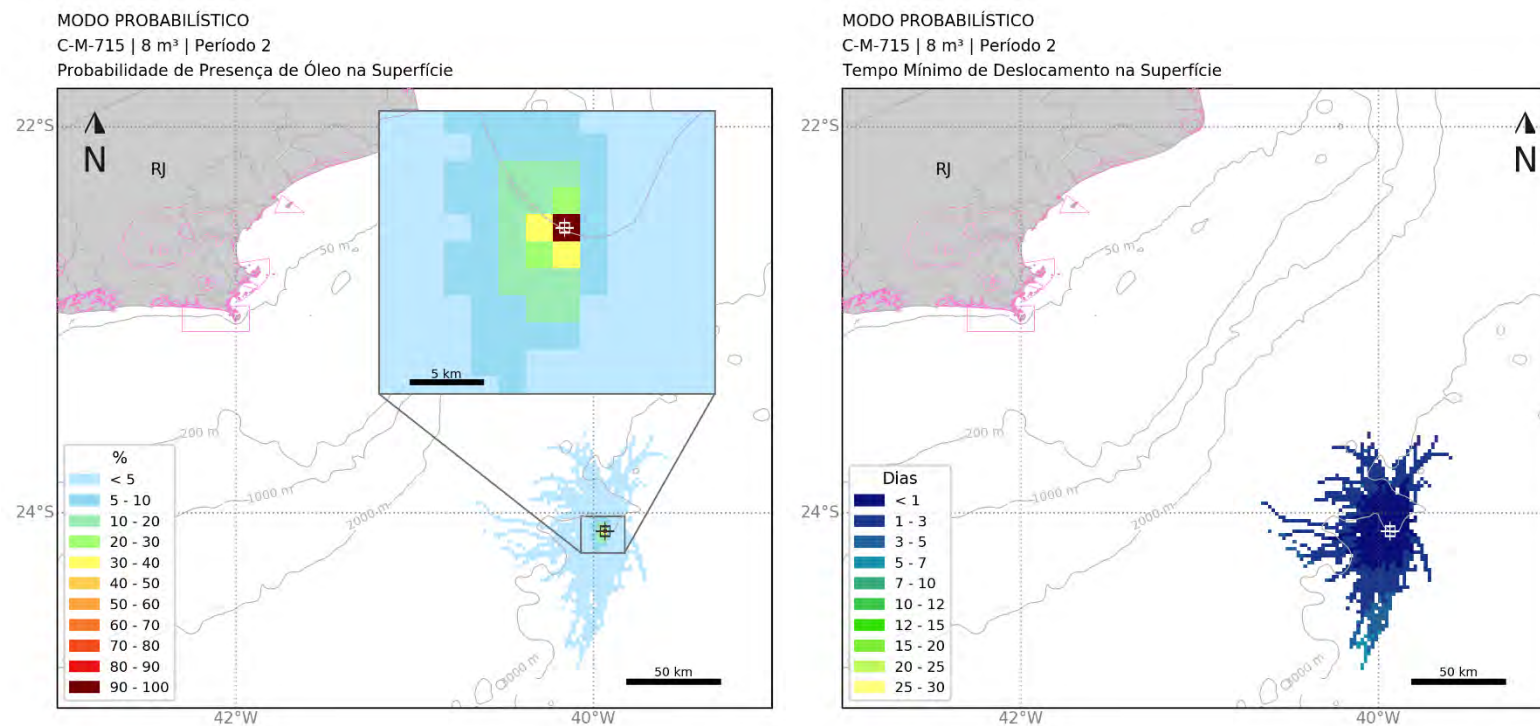 MODO PROBABILÍSTICO
C-M-715 | 8 m³ | Período 2
Probabilidade de Presença de Óleo na Superfície
22°S
24°S
42°W
40°W
N
RJ
50 m
200 m
1000 m
2000 m
3000 m
5 km
50 km
%
< 5
5 - 10
10 - 20
20 - 30
30 - 40
40 - 50
50 - 60
60 - 70
70 - 80
80 - 90
90 - 100
MODO PROBABILÍSTICO
C-M-715 | 8 m³ | Período 2
Tempo Mínimo de Deslocamento na Superfície
22°S
24°S
42°W
40°W
N
RJ
50 m
200 m
1000 m
2000 m
3000 m
50 km
Dias
< 1
1 - 3
3 - 5
5 - 7
7 - 10
10 - 12
12 - 15
15 - 20
20 - 25
25 - 30